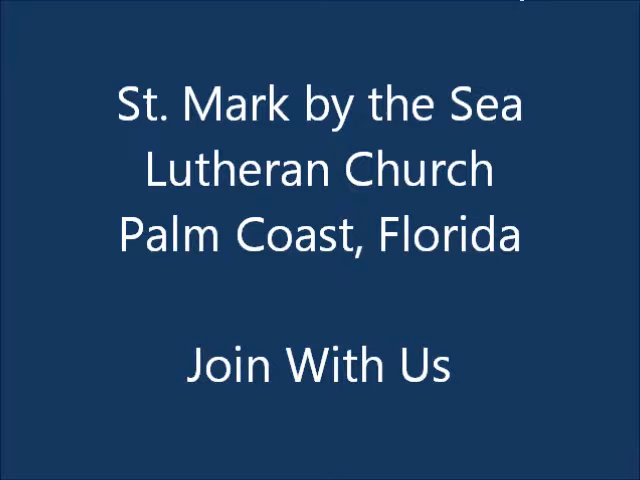 St. Mark by the Sea
Lutheran Church
Palm Coast, Florida
Join With Us